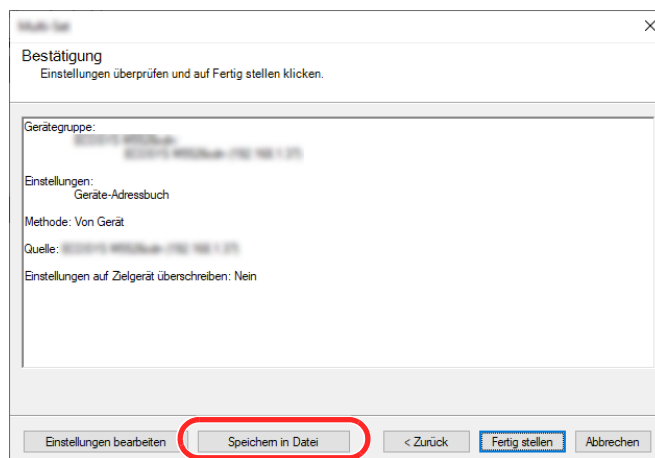 Bestätigung
Einstellungen überprüfen und auf Fertig stellen klicken.
Gerätegruppe:
Einstellungen:
Geräte-Adressbuch
Methode: Von Gerät
Quelle:
Einstellungen auf Zielgerät überschreiben: Nein
Einstellungen bearbeiten
Speichern in Datei
< Zurück
Fertig stellen
Abbrechen